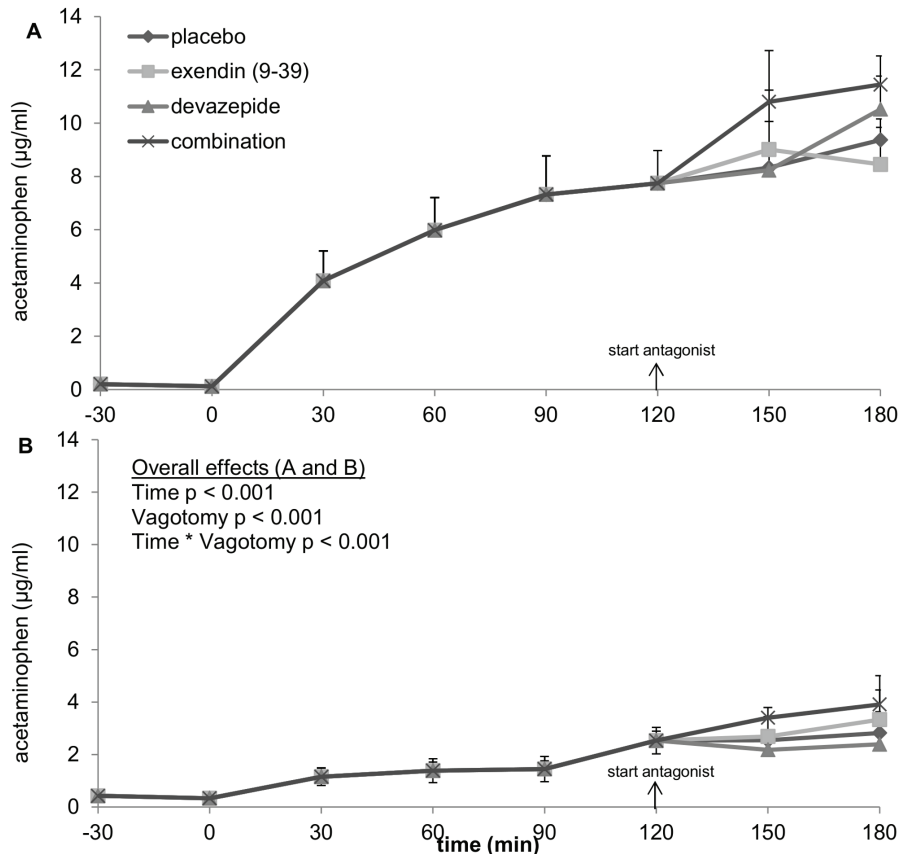 A
14
12
10
8
6
4
2
0
acetaminophen (µg/ml)
placebo
exendin (9-39)
devazepide
combination
start antagonist
-30 0 30 60 90 120 150 180
B
14
12
10
8
6
4
2
0
acetaminophen (µg/ml)
Overall effects (A and B)
Time p < 0.001
Vagotomy p < 0.001
Time * Vagotomy p < 0.001
start antagonist
-30 0 30 60 90 120 150 180
time (min)